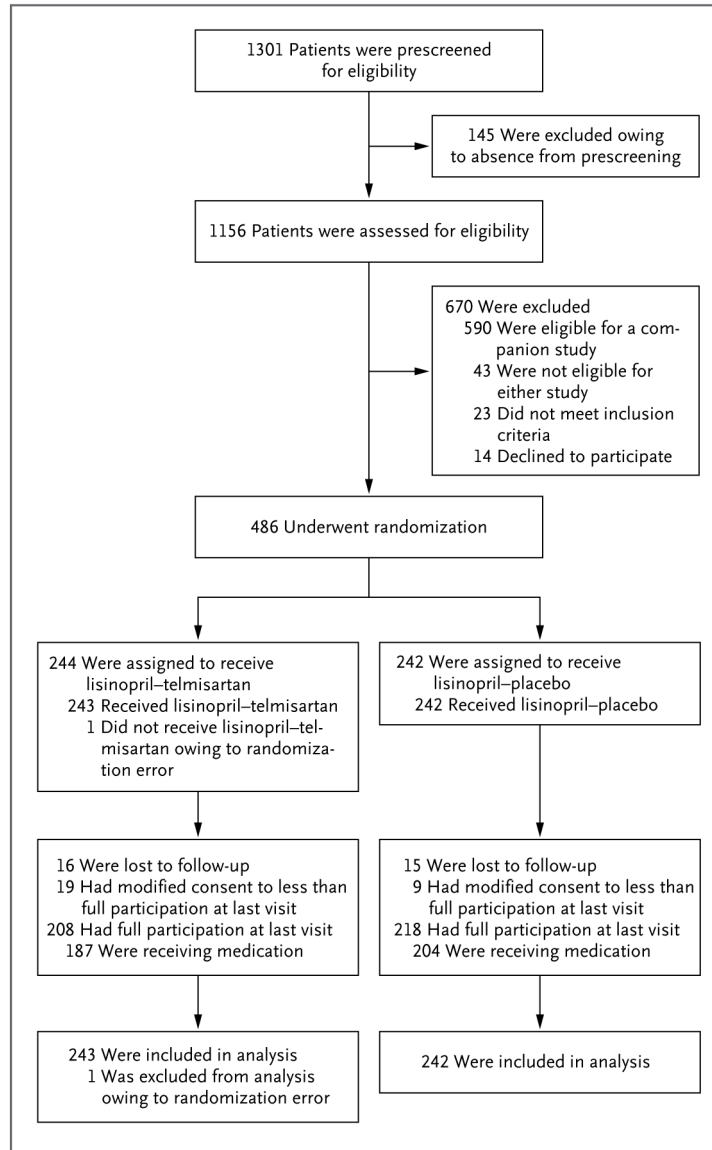 1301 Patients were prescreened
for eligibility
145 Were excluded owing
to absence from prescreening
1156 Patients were assessed for eligibility
670 Were excluded
590 Were eligible for a com-
panion study
43 Were not eligible for
either study
23 Did not meet inclusion
criteria
14 Declined to participate
486 Underwent randomization
244 Were assigned to receive
lisinopril–telmisartan
243 Received lisinopril–telmisartan
1 Did not receive lisinopril–tel-
misartan owing to randomiza-
tion error
242 Were assigned to receive
lisinopril–placebo
242 Received lisinopril–placebo
16 Were lost to follow-up
19 Had modified consent to less than
full participation at last visit
208 Had full participation at last visit
187 Were receiving medication
15 Were lost to follow-up
9 Had modified consent to less than
full participation at last visit
218 Had full participation at last visit
204 Were receiving medication
243 Were included in analysis
1 Was excluded from analysis
owing to randomization error
242 Were included in analysis